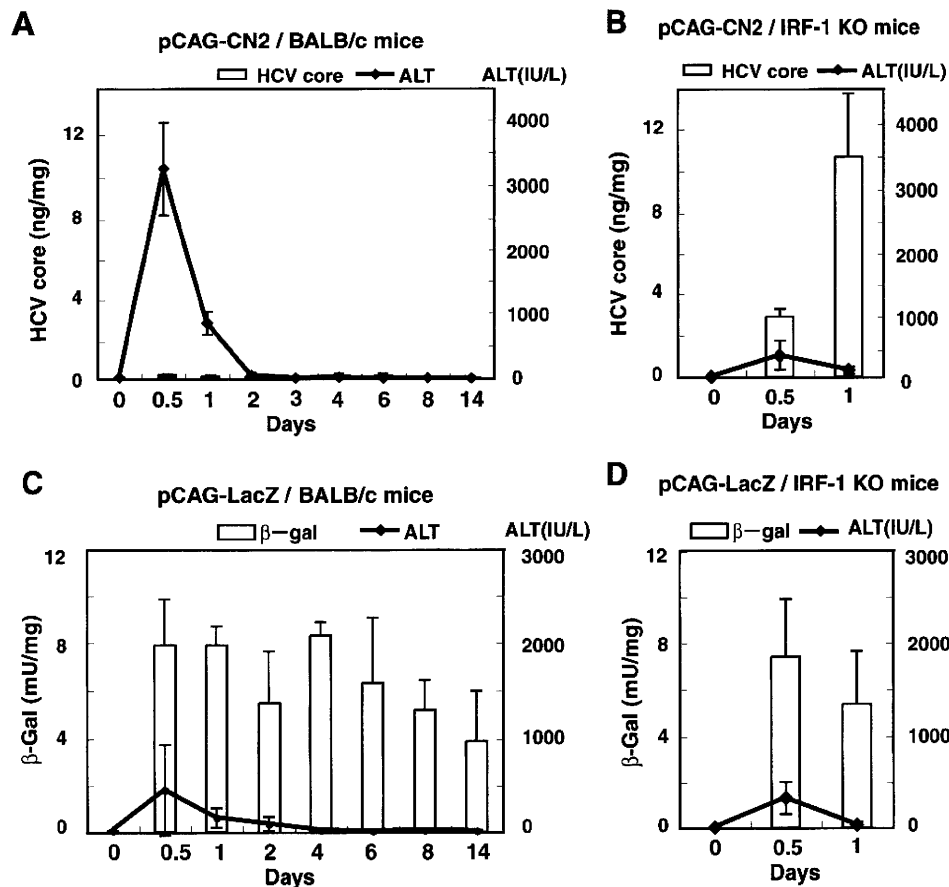 A
pCAG-CN2 / BALB/c mice
HCV core
ALT
ALT(IU/L)
HCV core (ng/mg)
12
8
4
0
4000
3000
2000
1000
0
0 0.5 1 2 3 4 6 8 14
Days
B
pCAG-CN2 / IRF-1 KO mice
HCV core
ALT(IU/L)
HCV core (ng/mg)
12
8
4
0
4000
3000
2000
1000
0
0 0.5 1
Days
C
pCAG-LacZ / BALB/c mice
β-gal
ALT
ALT(IU/L)
β-Gal (mU/mg)
12
8
4
0
3000
2000
1000
0
0 0.5 1 2 4 6 8 14
Days
D
pCAG-LacZ / IRF-1 KO mice
β-gal
ALT(IU/L)
β-Gal (mU/mg)
12
8
4
0
3000
2000
1000
0
0 0.5 1
Days